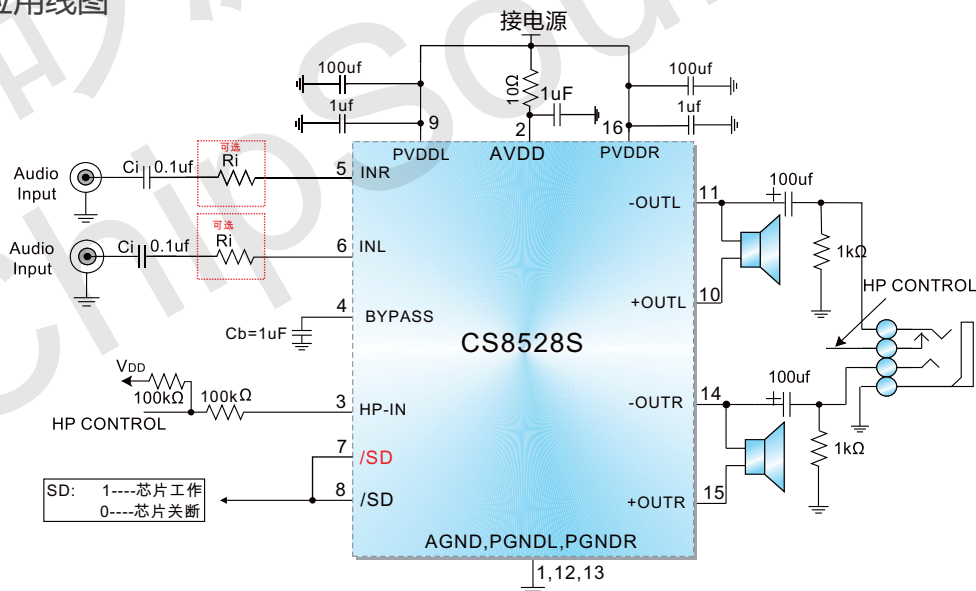 应用线图
接电源
100uf
1uf
9
10Ω
1uF
2
16
100uf
1uf
PVDDL
AVDD
PVDDR
Audio
Input
Ci
0.1uf
可选
Ri
5
INR
Audio
Input
Ci
0.1uf
可选
Ri
6
INL
4
BYPASS
Cb=1uF
VDD
100kΩ
100kΩ
HP CONTROL
3
HP-IN
7
/SD
8
/SD
SD: 1----芯片工作
0----芯片关断
CS8528S
AGND,PGNDL,PGNDR
1,12,13
-OUTL
11
100uf
1kΩ
+OUTL
10
HP CONTROL
-OUTR
14
100uf
1kΩ
+OUTR
15
ChipSour